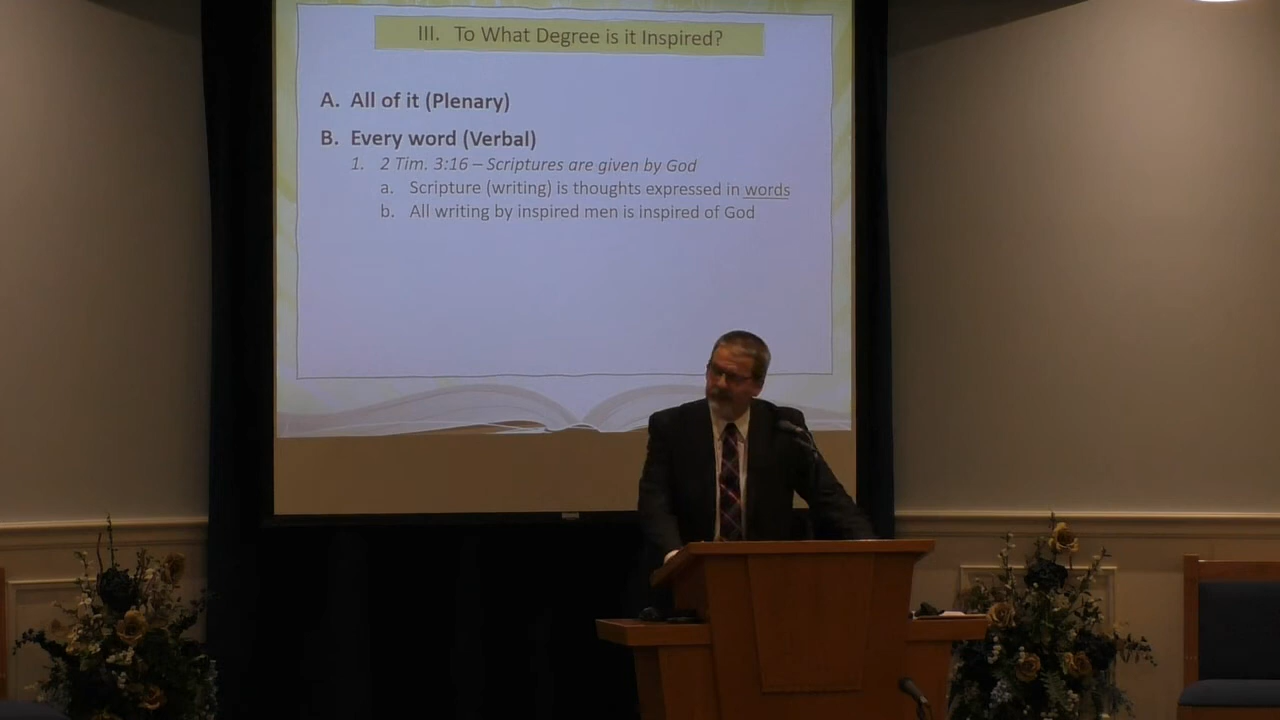 III. To What Degree is it Inspired?
A. All of it (Plenary)
B. Every word (Verbal)
1. 2 Tim. 3:16 – Scriptures are given by God
a. Scripture (writing) is thoughts expressed in words
b. All writing by inspired men is inspired of God